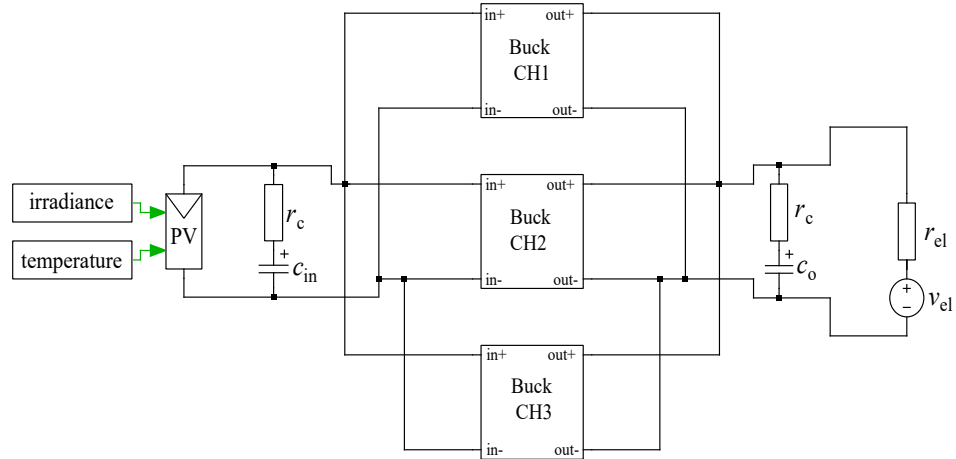 in+ out+
Buck
CH1
in- out-
in+ out+
Buck
CH2
in- out-
in+ out+
Buck
CH3
in- out-
irradiance
temperature
PV
r_c
+
c_in
r_c
+
c_o
r_el
+
−
v_el